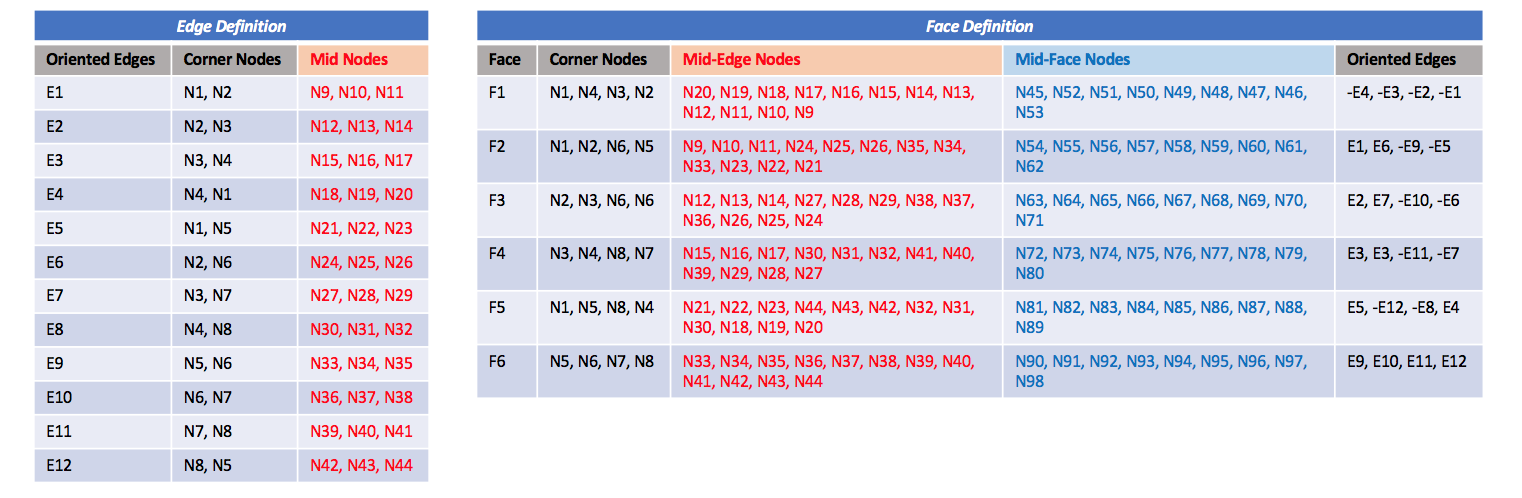 Edge Definition
Oriented Edges Corner Nodes Mid Nodes
E1 N1, N2 N9, N10, N11
E2 N2, N3 N12, N13, N14
E3 N3, N4 N15, N16, N17
E4 N4, N1 N18, N19, N20
E5 N1, N5 N21, N22, N23
E6 N2, N6 N24, N25, N26
E7 N3, N7 N27, N28, N29
E8 N4, N8 N30, N31, N32
E9 N5, N6 N33, N34, N35
E10 N6, N7 N36, N37, N38
E11 N7, N8 N39, N40, N41
E12 N8, N5 N42, N43, N44
Face Definition
Face Corner Nodes Mid-Edge Nodes Mid-Face Nodes Oriented Edges
F1 N1, N4, N3, N2 N20, N19, N18, N17, N16, N15, N14, N13, N45, N52, N51, N50, N49, N48, N47, N46, -E4, -E3, -E2, -E1
N12, N11, N10, N9 N53
F2 N1, N2, N6, N5 N9, N10, N11, N24, N25, N26, N35, N34, N54, N55, N56, N57, N58, N59, N60, N61, E1, E6, -E9, -E5
N33, N23, N22, N21 N62
F3 N2, N3, N6, N6 N12, N13, N14, N27, N28, N29, N38, N37, N63, N64, N65, N66, N67, N68, N69, N70, E2, E7, -E10, -E6
N36, N26, N25, N24 N71
F4 N3, N4, N8, N7 N15, N16, N17, N30, N31, N32, N41, N40, N72, N73, N74, N75, N76, N77, N78, N79, E3, E3, -E11, -E7
N39, N29, N28, N27 N80
F5 N1, N5, N8, N4 N21, N22, N23, N44, N43, N42, N32, N31, N81, N82, N83, N84, N85, N86, N87, N88, E5, -E12, -E8, E4
N30, N18, N19, N20 N89
F6 N5, N6, N7, N8 N33, N34, N35, N36, N37, N38, N39, N40, N90, N91, N92, N93, N94, N95, N96, N97, E9, E10, E11, E12
N41, N42, N43, N44 N98